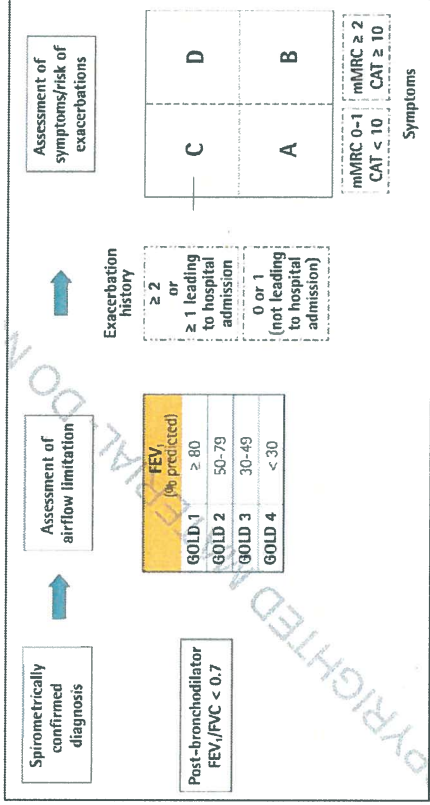 Spirometrically
confirmed
diagnosis
Assessment of
airflow limitation
Assessment of
symptoms/risk of
exacerbations
Post-bronchodilator
FEV₁/FVC < 0.7
FEV₁
(% predicted)
GOLD 1 ≥ 80
GOLD 2 50-79
GOLD 3 30-49
GOLD 4 < 30
Exacerbation
history
≥ 2
or
≥ 1 leading
to hospital
admission
0 or 1
(not leading
to hospital
admission)
C D
A B
mMRC 0-1
CAT < 10
mMRC ≥ 2
CAT ≥ 10
Symptoms
PYRIGHTED MATERIAL- DO N